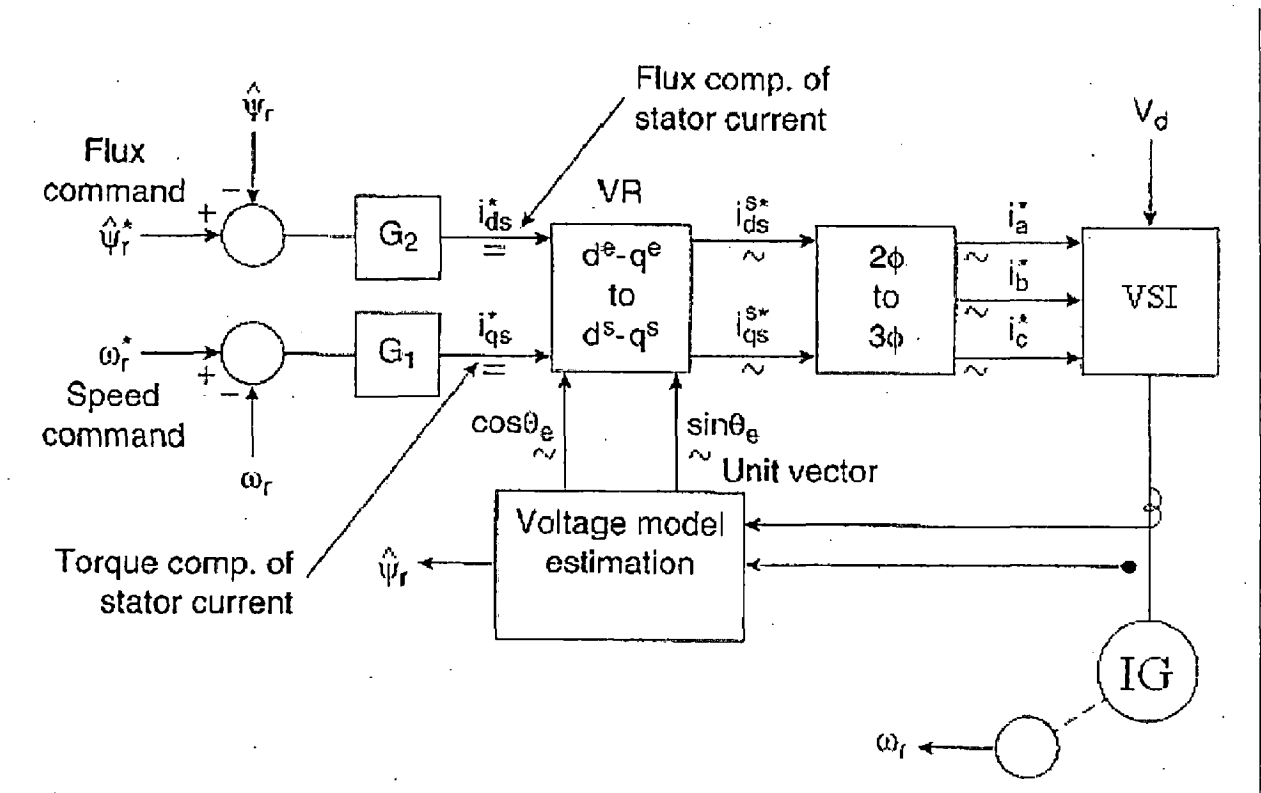 Flux comp. of
stator current
ψ̂r
Vd
Flux
command
−
+
ψ̂r*
G2
i*ds
=
VR
de-qe
to
ds-qs
is*ds
~
2ϕ
to
3ϕ
i*a
~
i*b
i*c
~
VSI
ωr*
+
−
Speed
command
ωr
G1
i*qs
=
is*qs
~
cosθe
~
sinθe
~
Unit vector
Voltage model
estimation
Torque comp. of
stator current
ψ̂r
IG
ωr